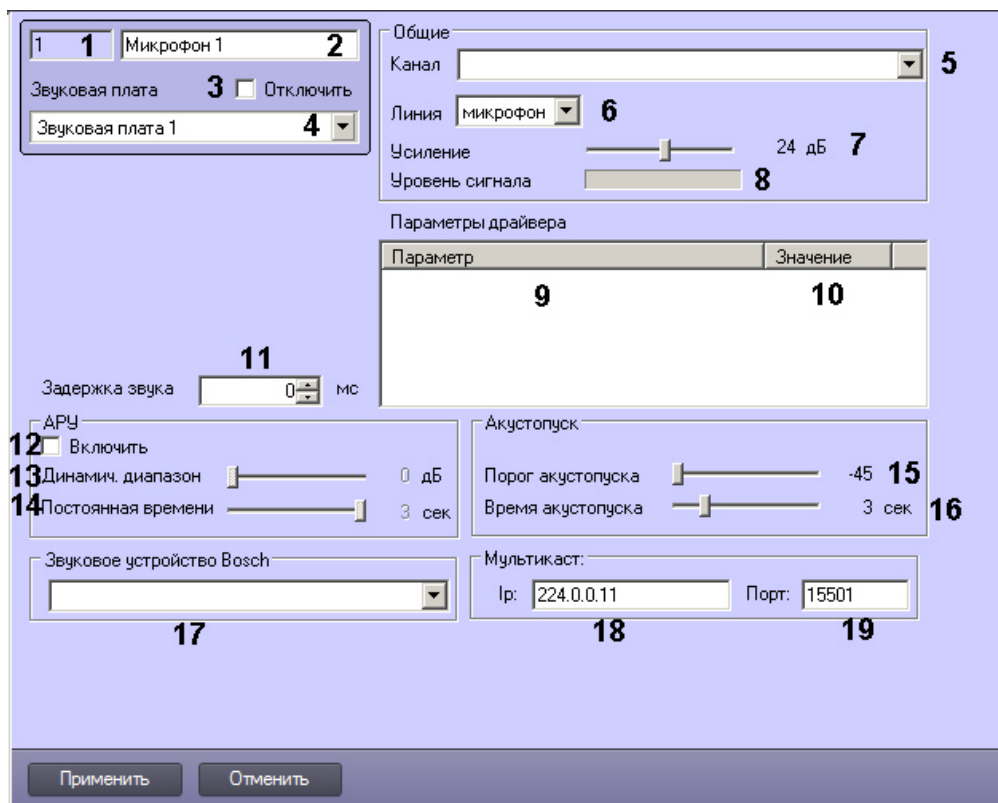 1 1 Микрофон 1 2
Звуковая плата 3 Отключить
Звуковая плата 1 4
Общие
Канал 5
Линия микрофон 6
Усиление 24 дБ 7
Уровень сигнала 8
Параметры драйвера
Параметр Значение
9 10
11
Задержка звука 0 мс
АРУ
12 Включить
13 Динамич. диапазон 0 дБ
14 Постоянная времени 3 сек
Акустопуск
Порог акустопуска -45 15
Время акустопуска 3 сек 16
Звуковое устройство Bosch
17
Мультикаст:
Ip: 224.0.0.11 Порт: 15501
18 19
Применить Отменить